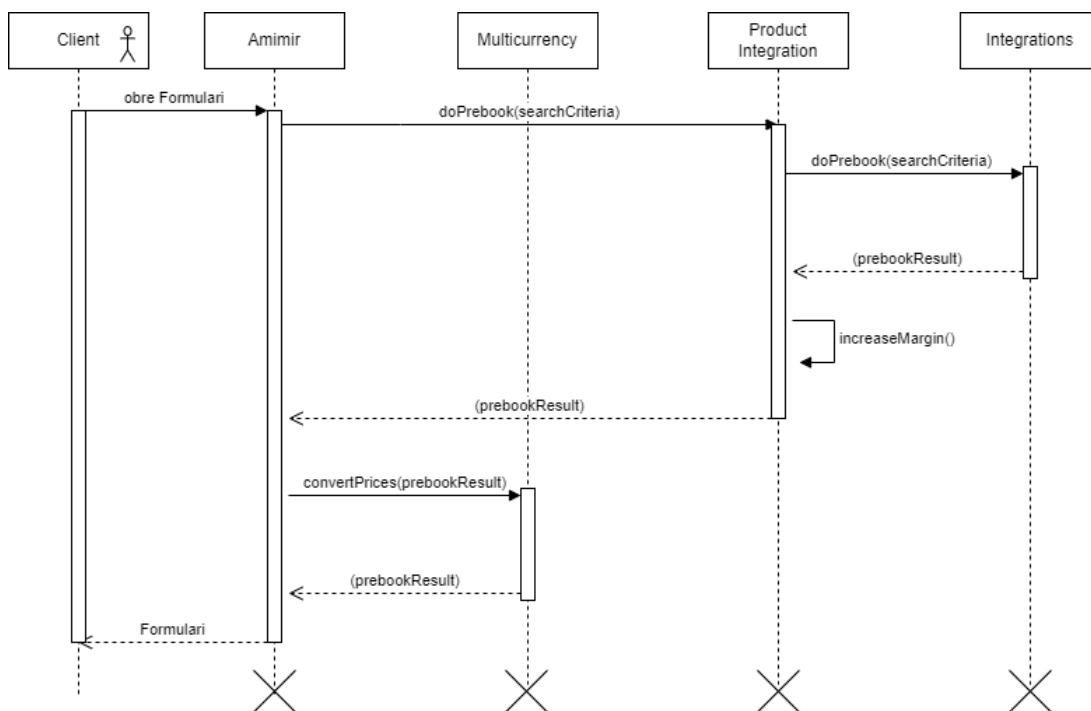 Client
Amimir
Multicurrency
Product
Integration
Integrations
obre Formulari
doPrebook(searchCriteria)
doPrebook(searchCriteria)
(prebookResult)
increaseMargin()
(prebookResult)
convertPrices(prebookResult)
(prebookResult)
Formulari